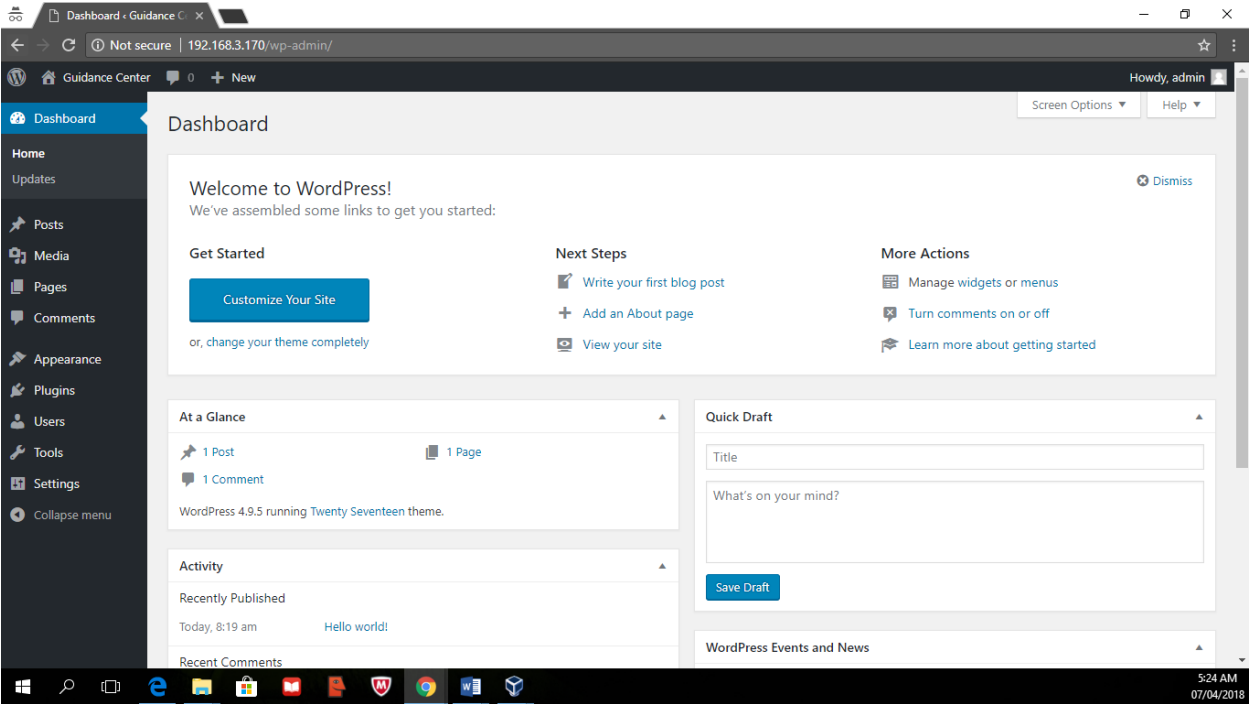 Dashboard ‹ Guidance C
Not secure | 192.168.3.170/wp-admin/
Guidance Center 0 New
Howdy, admin
Screen Options Help
Dashboard
Home
Updates
Posts
Media
Pages
Comments
Appearance
Plugins
Users
Tools
Settings
Collapse menu
Dashboard
Welcome to WordPress!
We've assembled some links to get you started:
Dismiss
Get Started
Customize Your Site
or, change your theme completely
Next Steps
Write your first blog post
Add an About page
View your site
More Actions
Manage widgets or menus
Turn comments on or off
Learn more about getting started
At a Glance
1 Post 1 Page
1 Comment
WordPress 4.9.5 running Twenty Seventeen theme.
Activity
Recently Published
Today, 8:19 am Hello world!
Recent Comments
Quick Draft
Title
What's on your mind?
Save Draft
WordPress Events and News
5:24 AM
07/04/2018